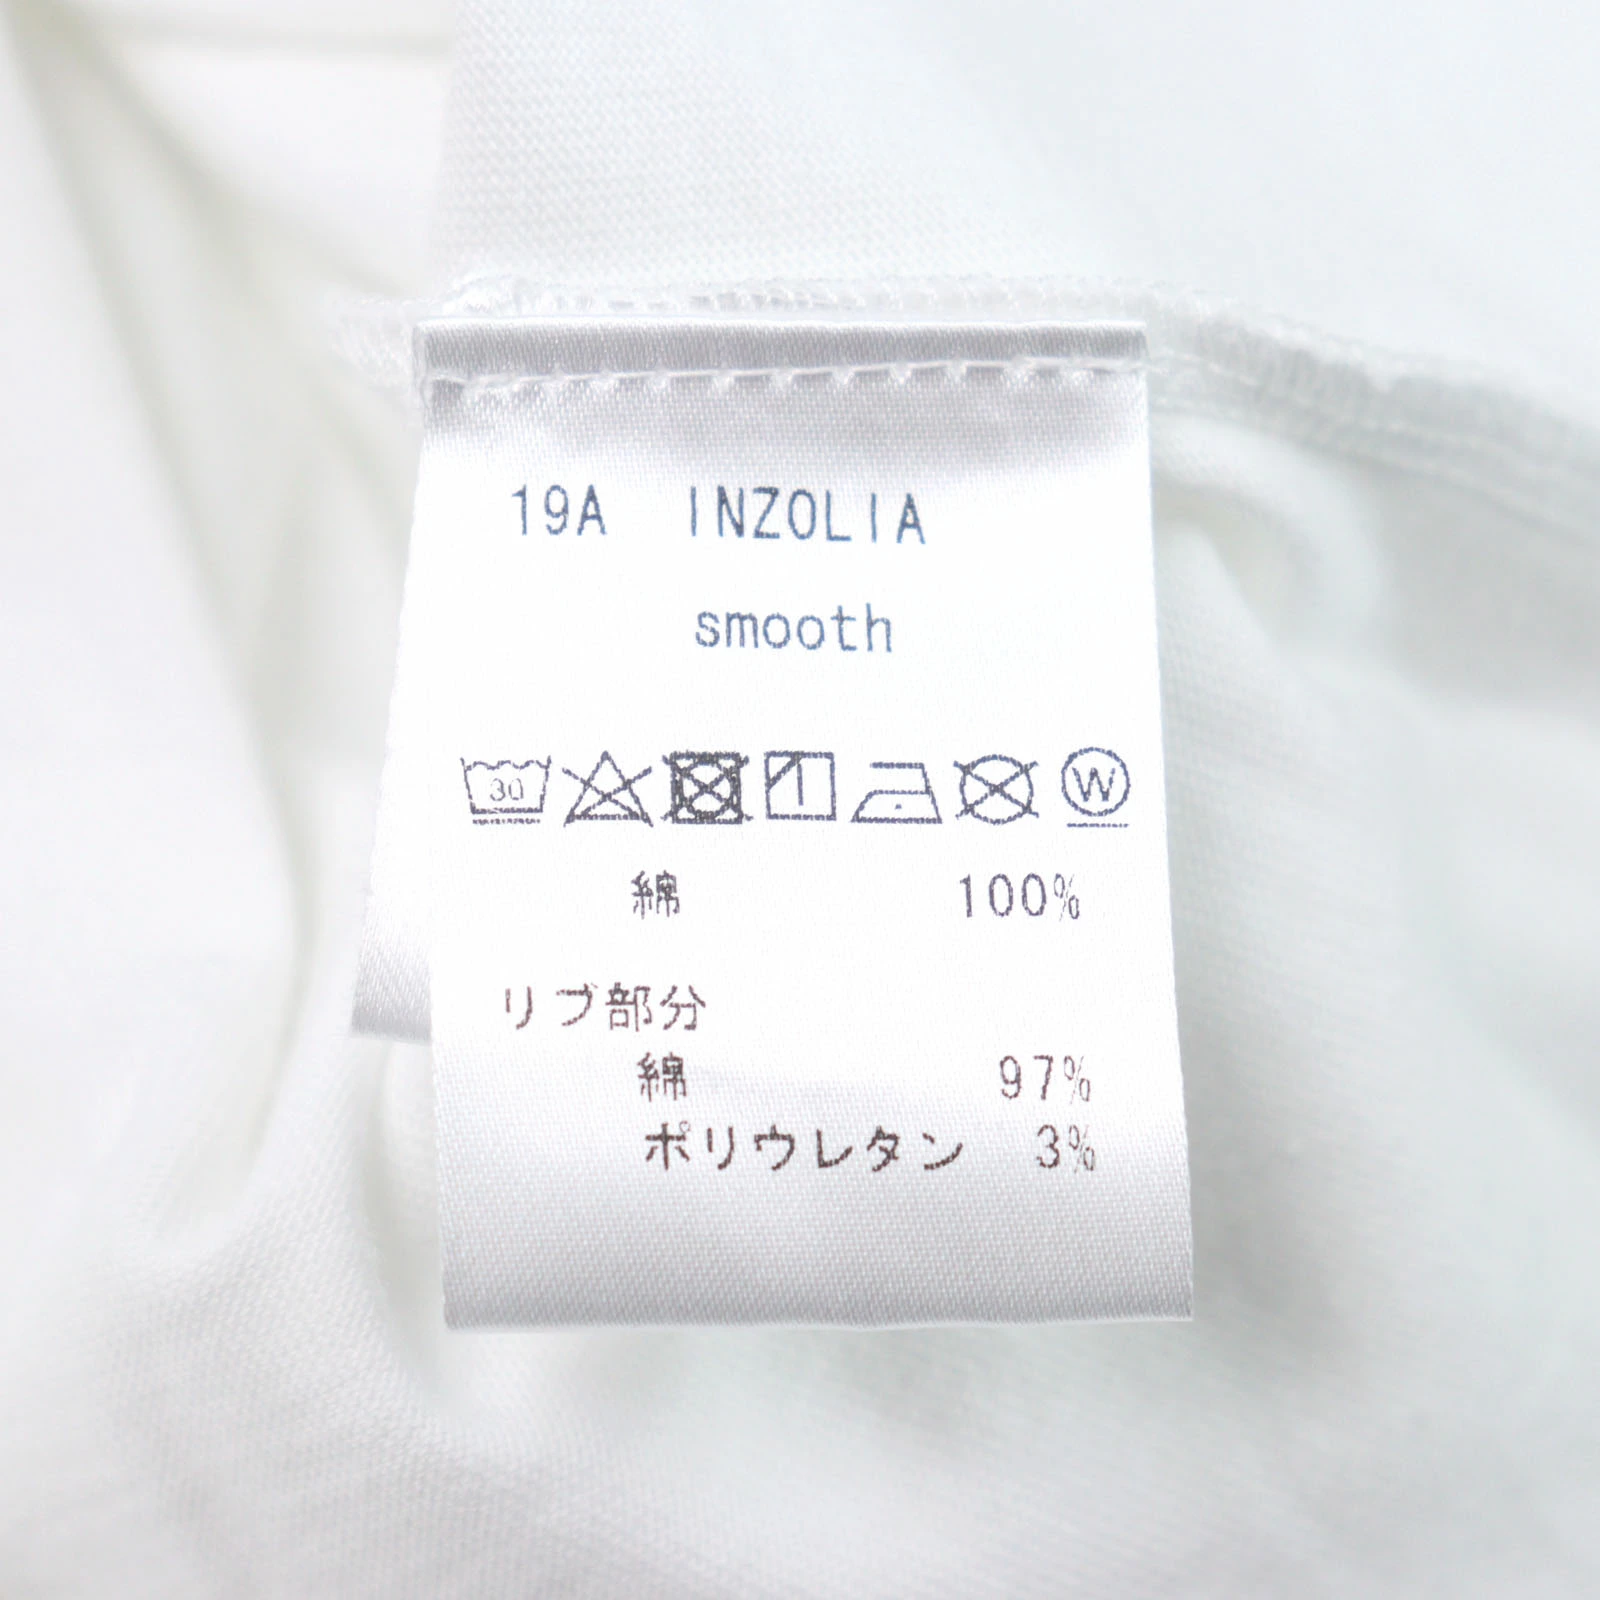 19A INZOLIA
smooth
30 W
綿 100%
リブ部分
綿 97%
ポリウレタン 3%